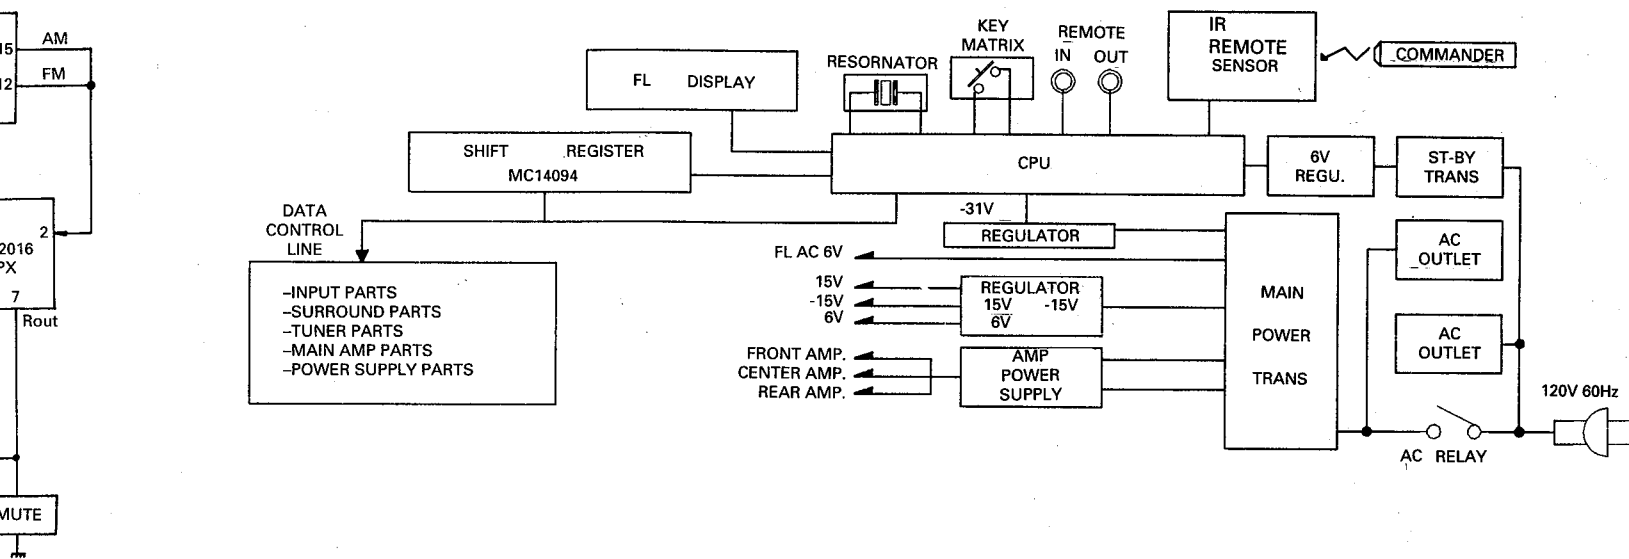 15
AM
12
FM
2
2016
PX
7
Rout
MUTE
FL DISPLAY
RESORNATOR
KEY
MATRIX
REMOTE
IN OUT
IR
REMOTE
SENSOR
COMMANDER
SHIFT REGISTER
MC14094
CPU
6V
REGU.
ST-BY
TRANS
DATA
CONTROL
LINE
-31V
REGULATOR
FL AC 6V
15V
-15V
6V
REGULATOR
15V -15V
6V
FRONT AMP.
CENTER AMP.
REAR AMP.
AMP
POWER
SUPPLY
MAIN
POWER
TRANS
AC
OUTLET
AC
OUTLET
120V 60Hz
AC RELAY
–INPUT PARTS
–SURROUND PARTS
–TUNER PARTS
–MAIN AMP PARTS
–POWER SUPPLY PARTS